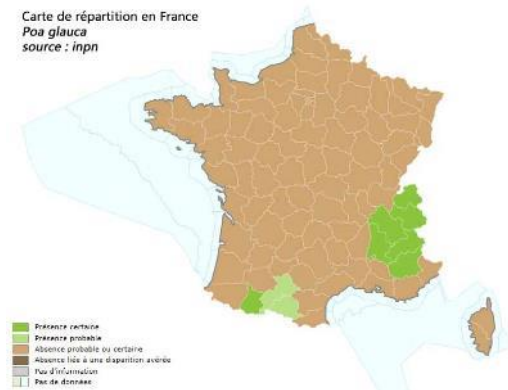 Carte de répartition en France
Poa glauca
source : inpn
Présence certaine
Présence probable
Absence probable ou certaine
Absence liée à une disparition avérée
Pas d'information
Pas de données